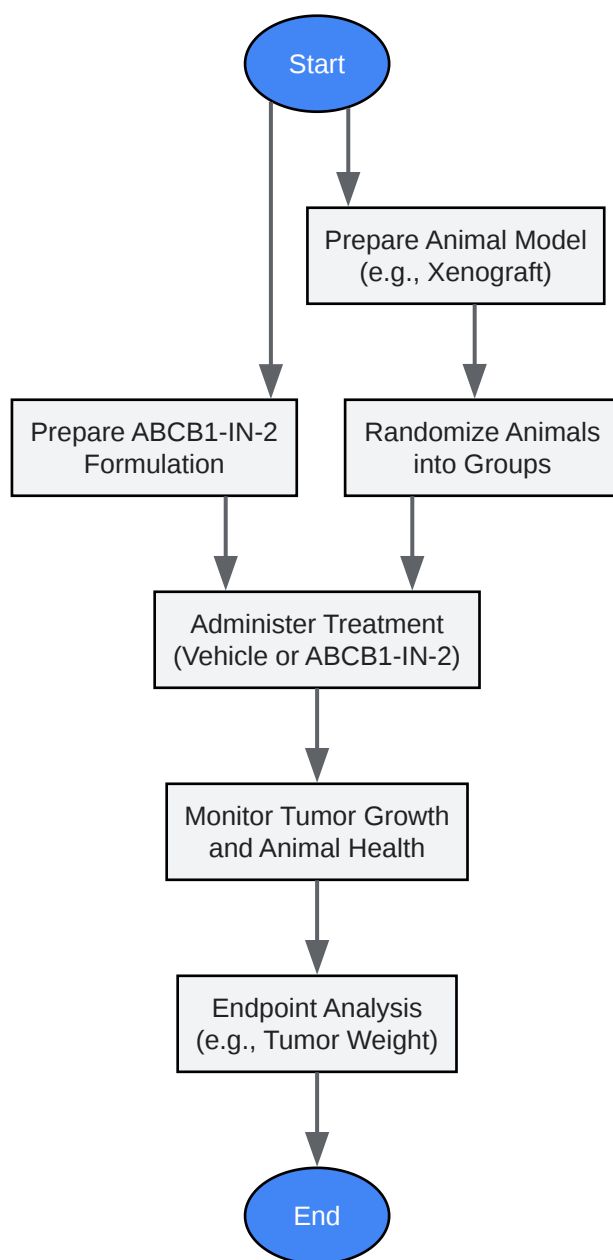 Start
Prepare Animal Model
(e.g., Xenograft)
Prepare ABCB1-IN-2
Formulation
Randomize Animals
into Groups
Administer Treatment
(Vehicle or ABCB1-IN-2)
Monitor Tumor Growth
and Animal Health
Endpoint Analysis
(e.g., Tumor Weight)
End